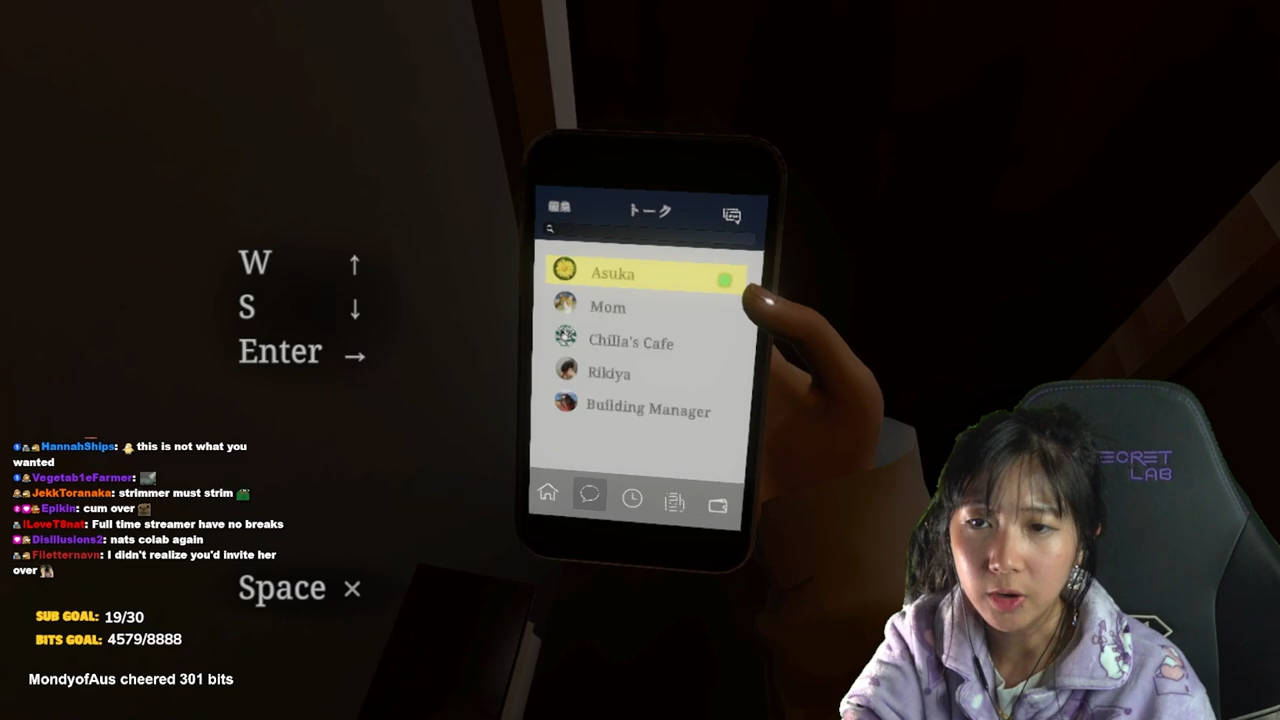 編集
トーク
Asuka
Mom
Chilla's Cafe
Rikiya
Building Manager
W ↑
S ↓
Enter →
Space ×
HannahShips: this is not what you
wanted
Vegetab1eFarmer:
JekkToranaka: strimmer must strim
Epikin: cum over
ILoveT8nat: Full time streamer have no breaks
Disillusions2: nats colab again
Filetternavn: I didn't realize you'd invite her
over
SUB GOAL: 19/30
BITS GOAL: 4579/8888
MondyofAus cheered 301 bits
SECRET
LAB